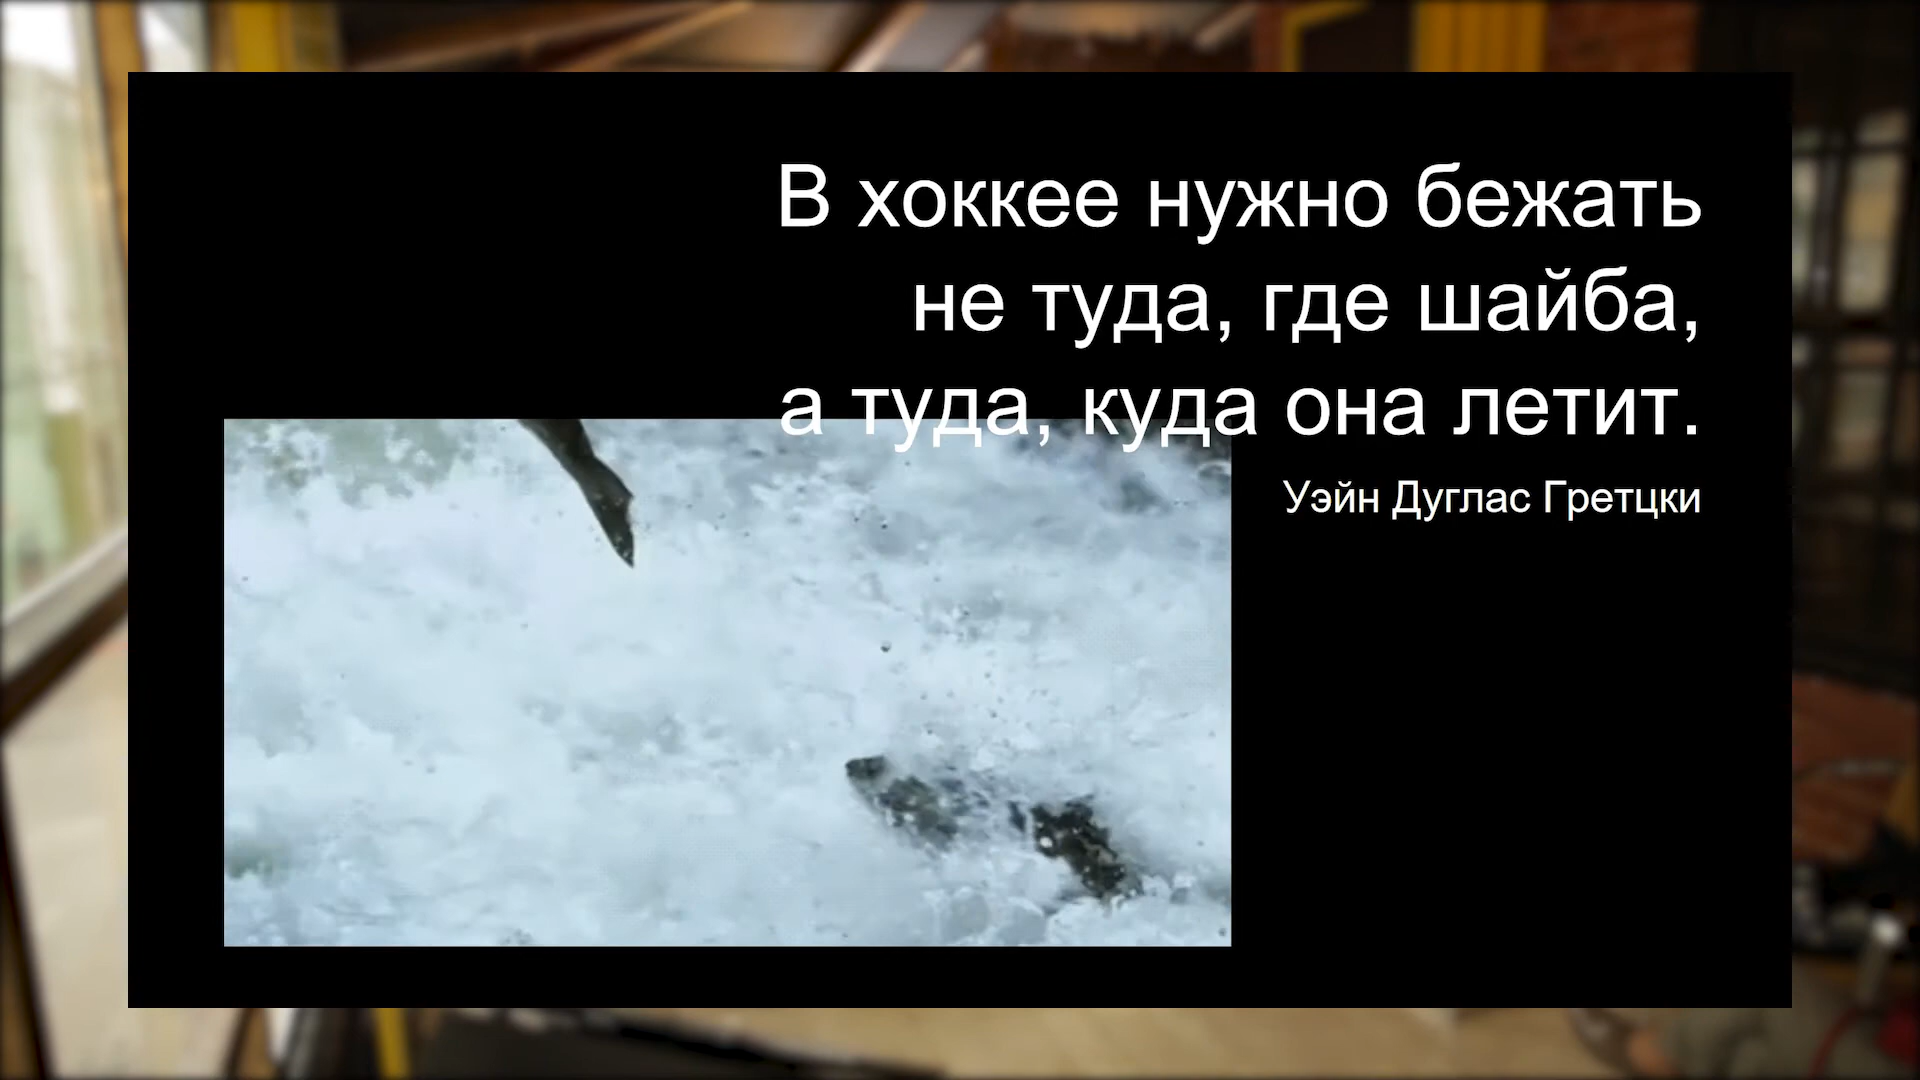 В хоккее нужно бежать
не туда, где шайба,
а туда, куда она летит.
Уэйн Дуглас Гретцки